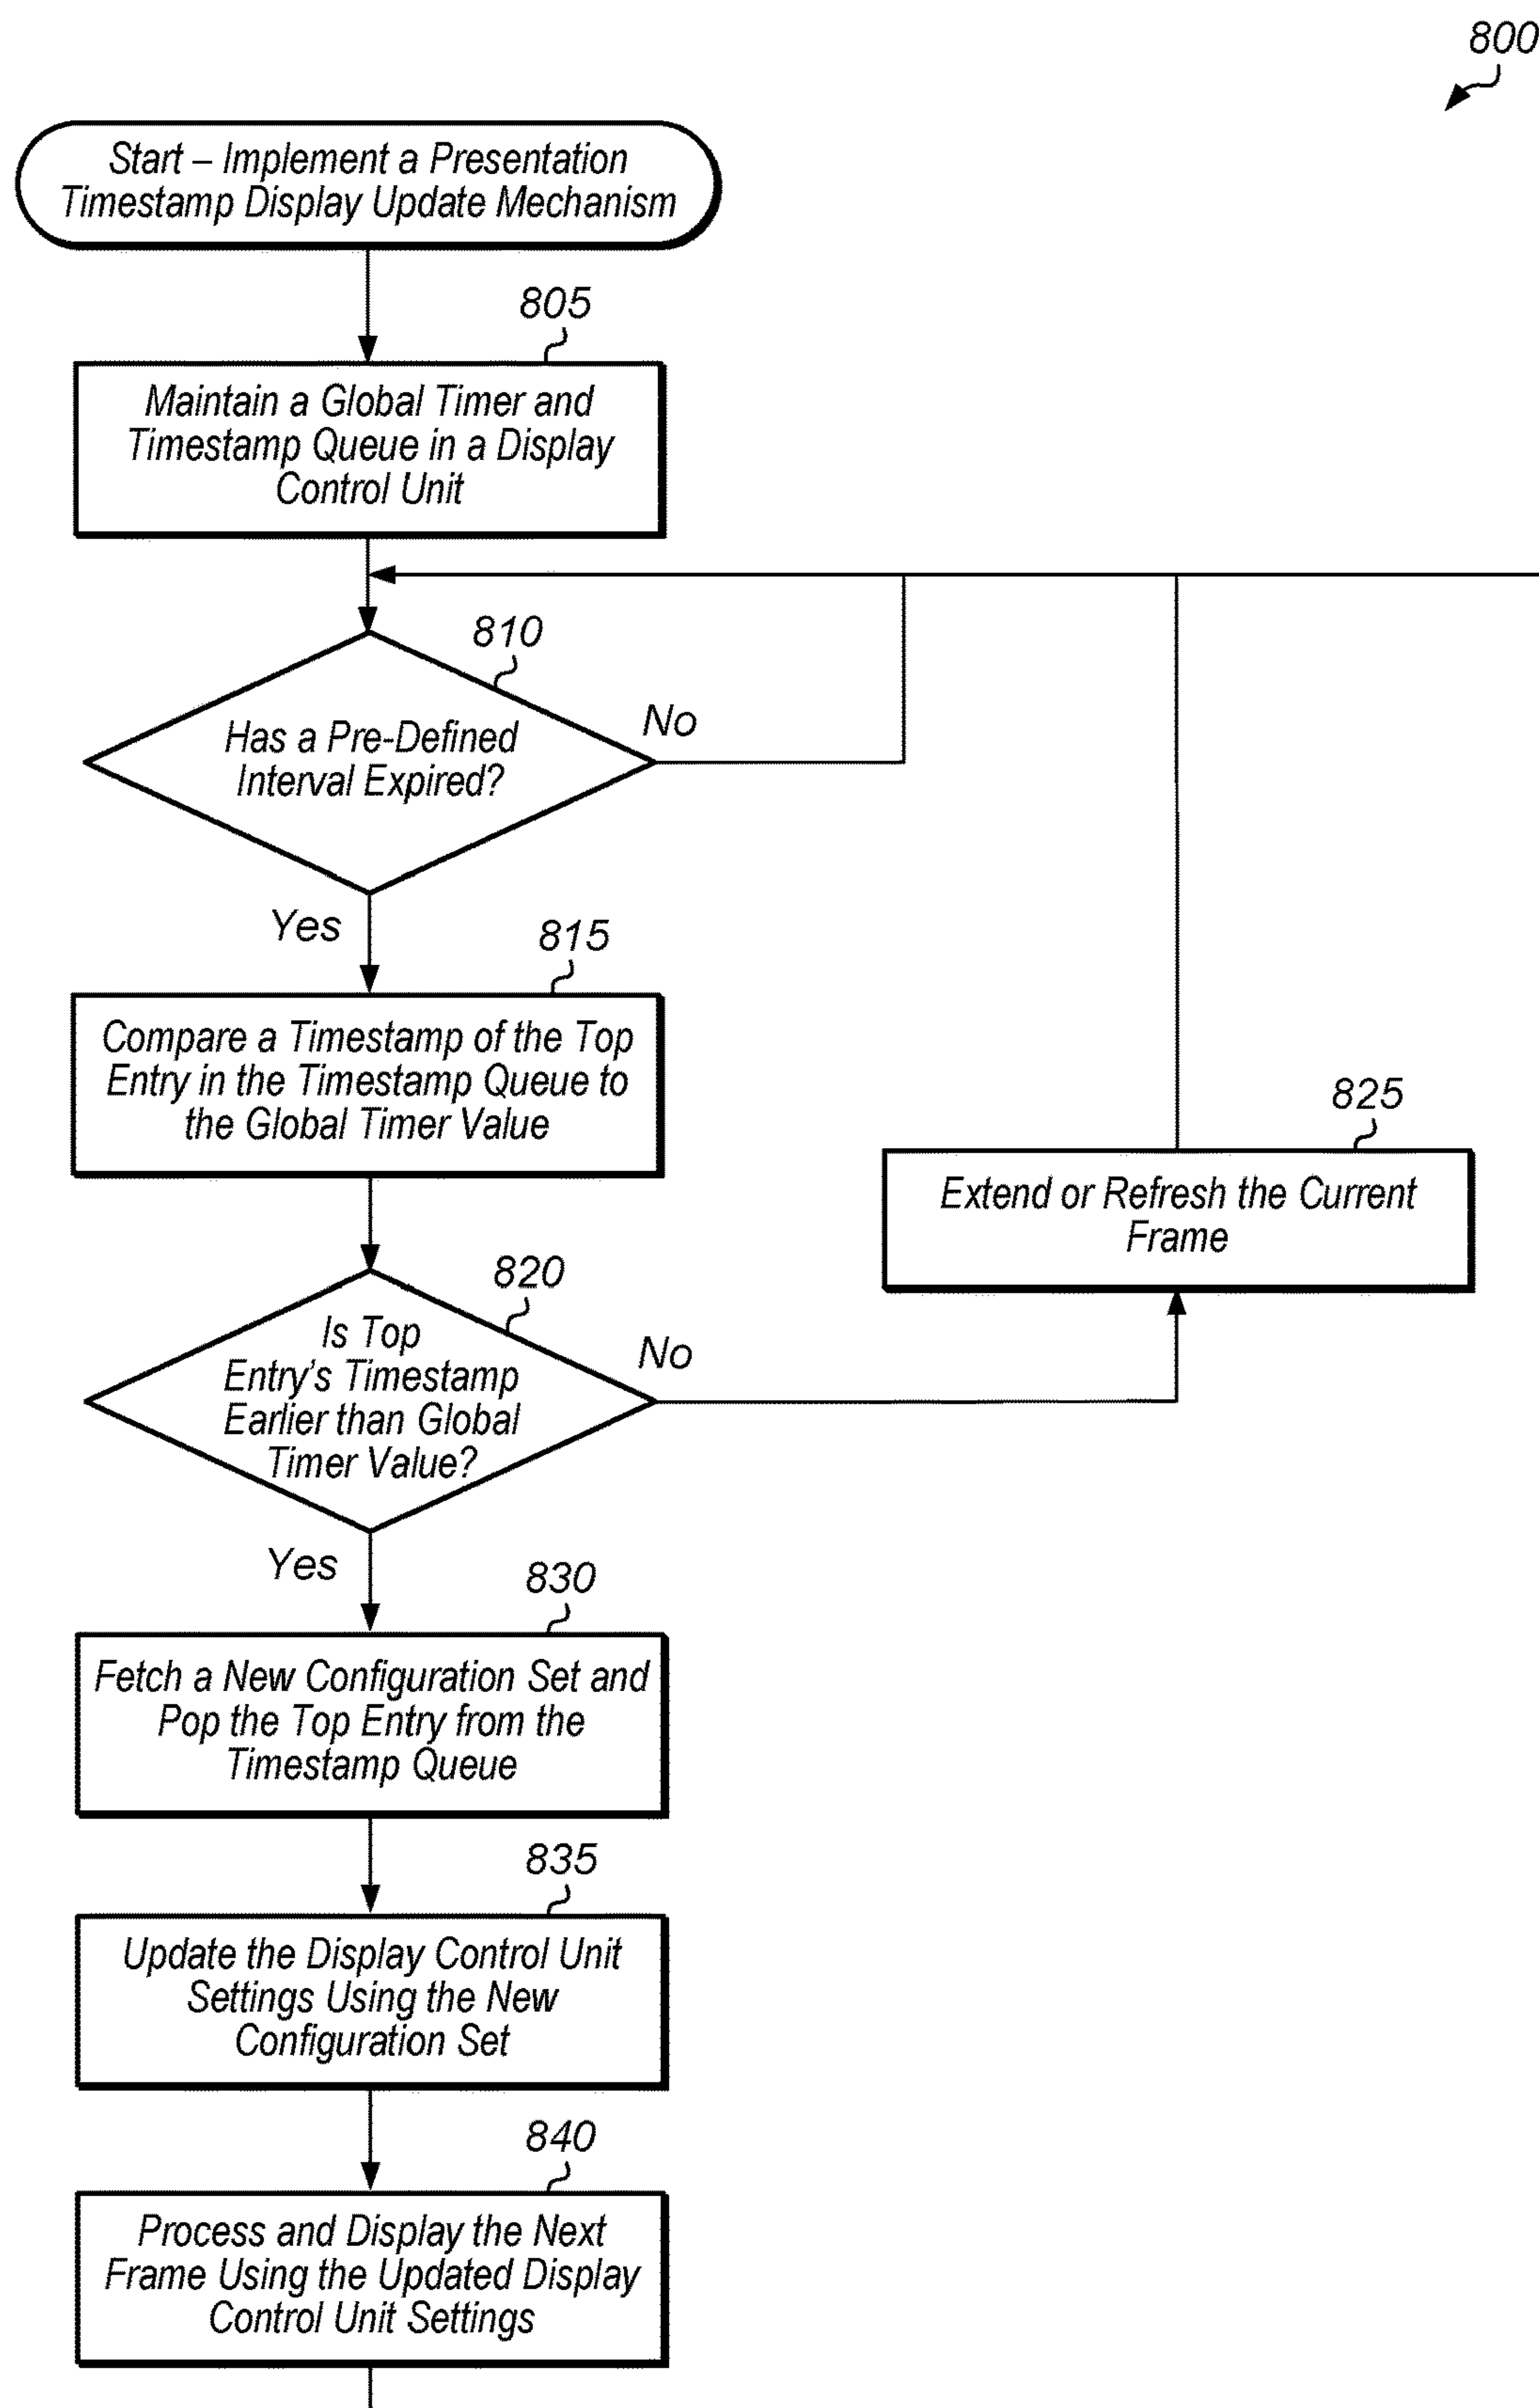 800
Start – Implement a Presentation
Timestamp Display Update Mechanism
805
Maintain a Global Timer and
Timestamp Queue in a Display
Control Unit
810
Has a Pre-Defined
Interval Expired?
No
Yes
815
Compare a Timestamp of the Top
Entry in the Timestamp Queue to
the Global Timer Value
825
Extend or Refresh the Current
Frame
820
Is Top
Entry's Timestamp
Earlier than Global
Timer Value?
No
Yes
830
Fetch a New Configuration Set and
Pop the Top Entry from the
Timestamp Queue
835
Update the Display Control Unit
Settings Using the New
Configuration Set
840
Process and Display the Next
Frame Using the Updated Display
Control Unit Settings